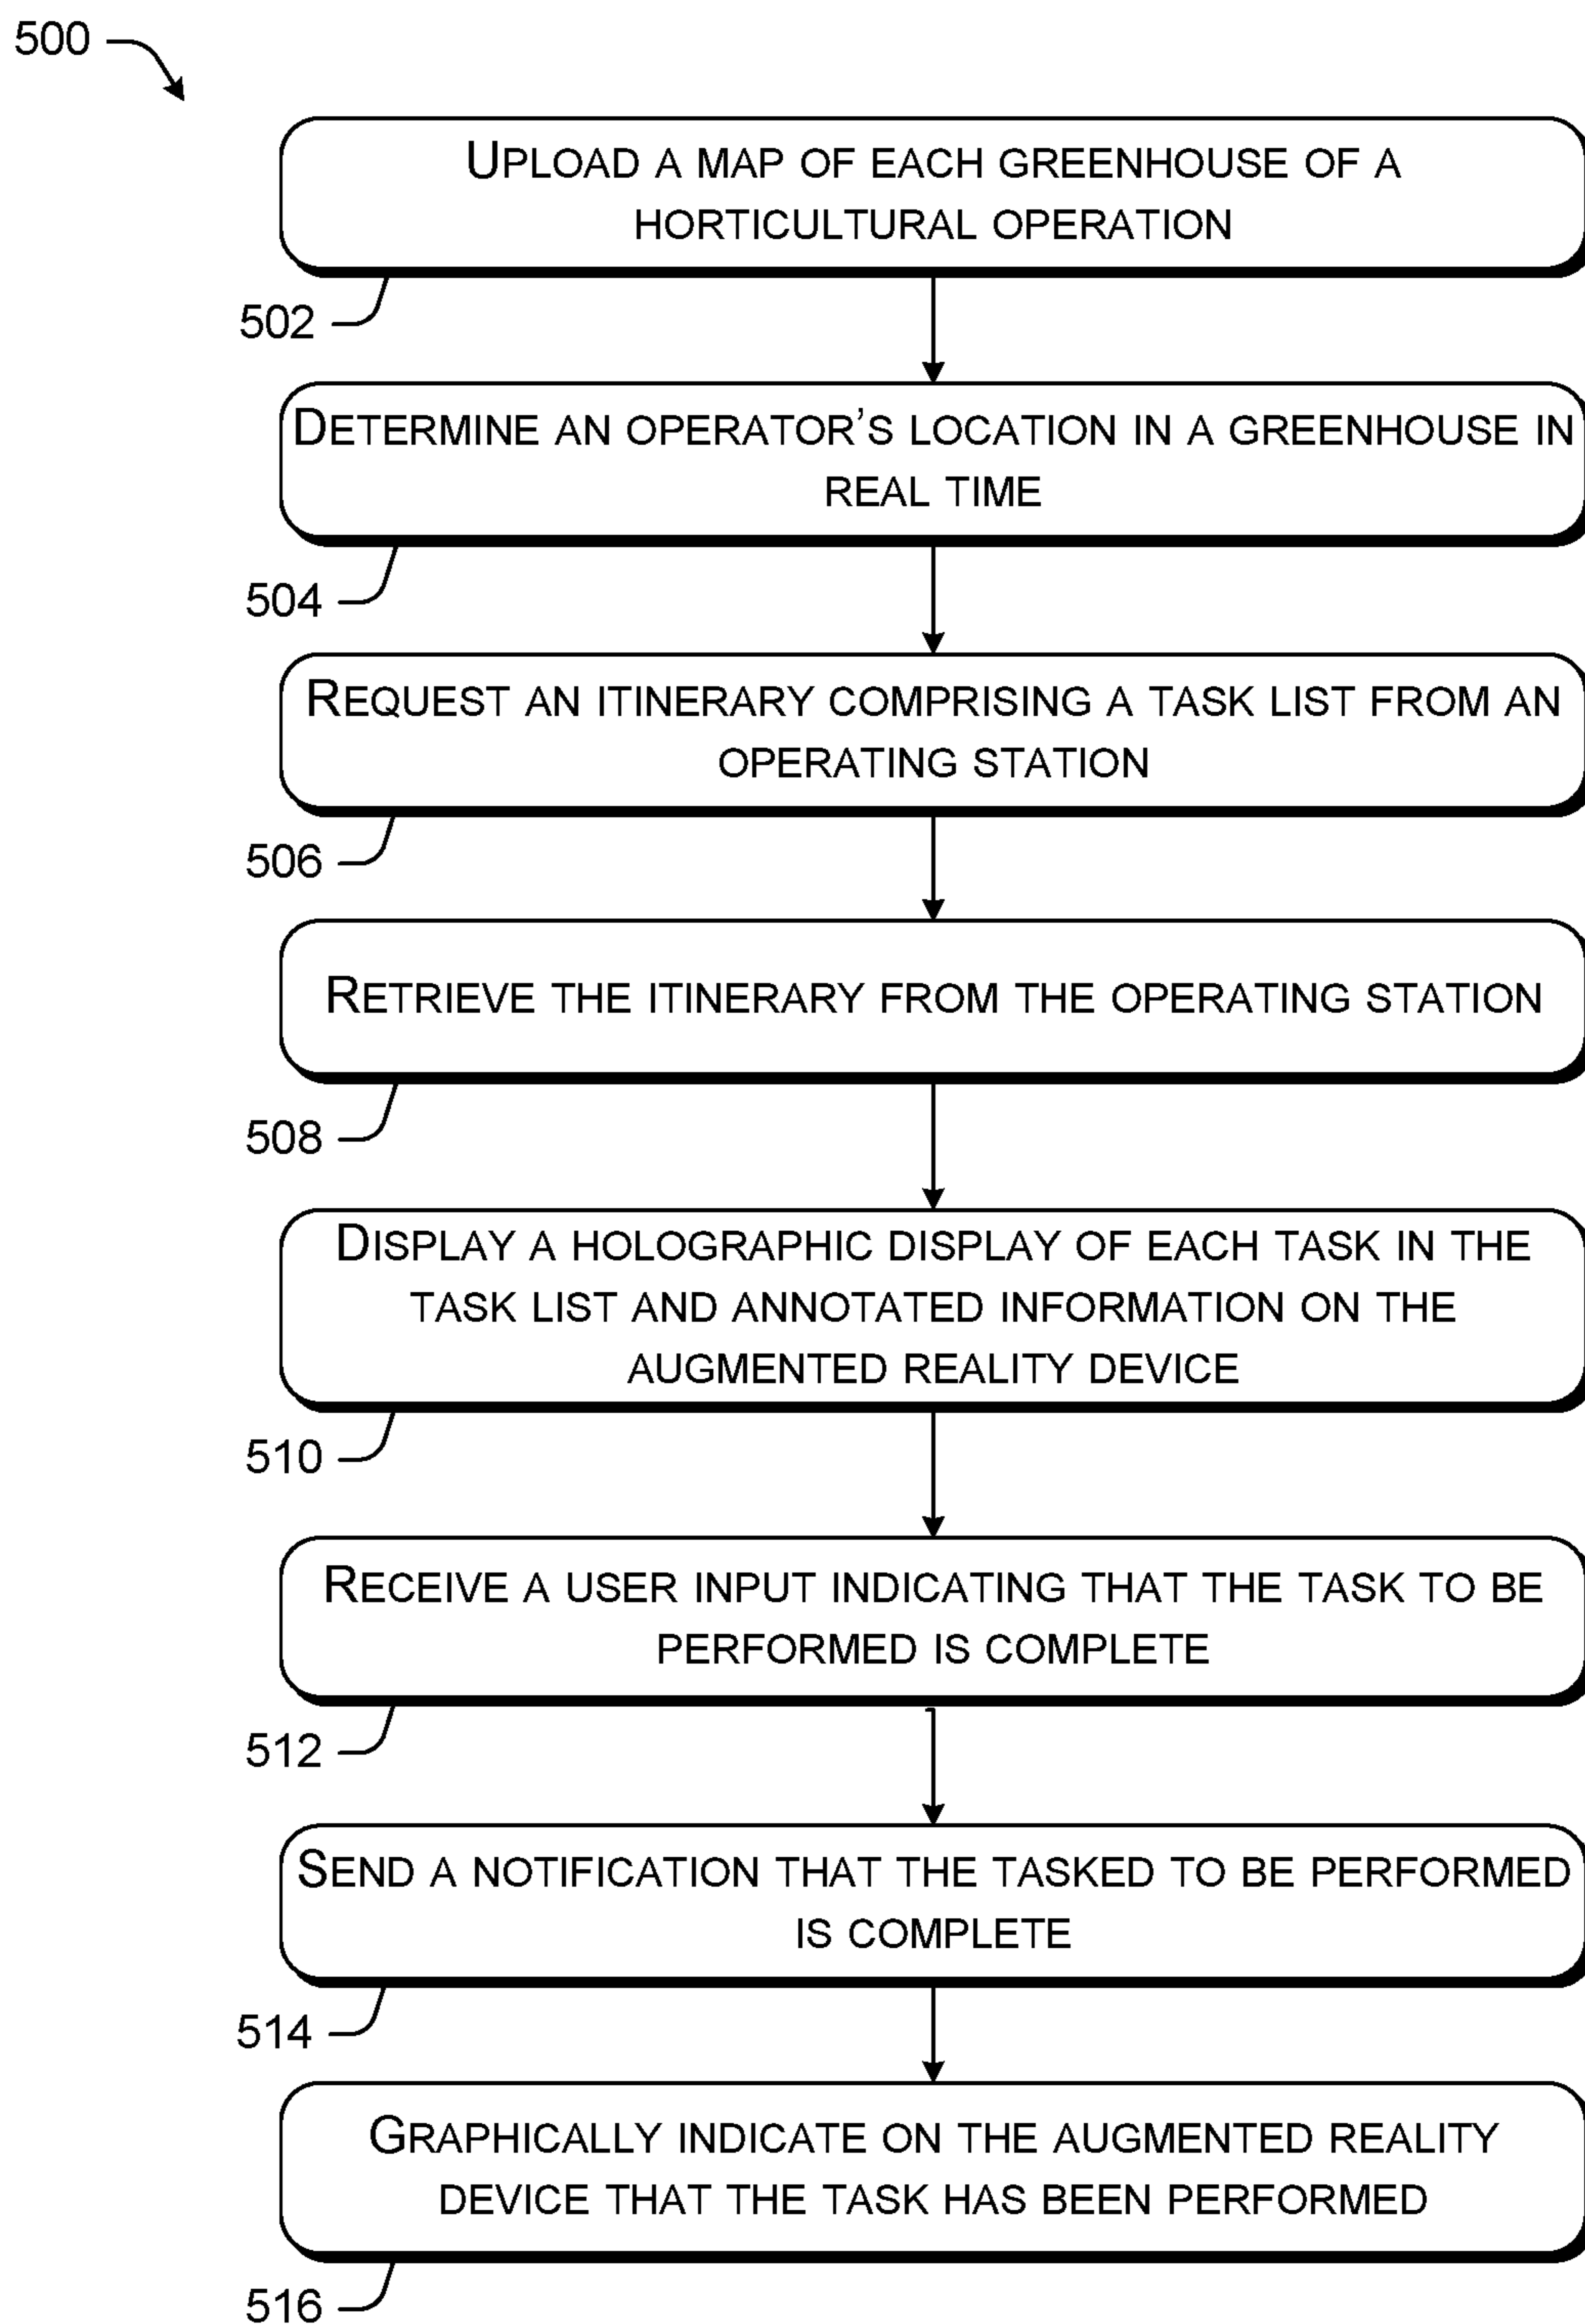 500
UPLOAD A MAP OF EACH GREENHOUSE OF A
HORTICULTURAL OPERATION
502
DETERMINE AN OPERATOR'S LOCATION IN A GREENHOUSE IN
REAL TIME
504
REQUEST AN ITINERARY COMPRISING A TASK LIST FROM AN
OPERATING STATION
506
RETRIEVE THE ITINERARY FROM THE OPERATING STATION
508
DISPLAY A HOLOGRAPHIC DISPLAY OF EACH TASK IN THE
TASK LIST AND ANNOTATED INFORMATION ON THE
AUGMENTED REALITY DEVICE
510
RECEIVE A USER INPUT INDICATING THAT THE TASK TO BE
PERFORMED IS COMPLETE
512
SEND A NOTIFICATION THAT THE TASKED TO BE PERFORMED
IS COMPLETE
514
GRAPHICALLY INDICATE ON THE AUGMENTED REALITY
DEVICE THAT THE TASK HAS BEEN PERFORMED
516